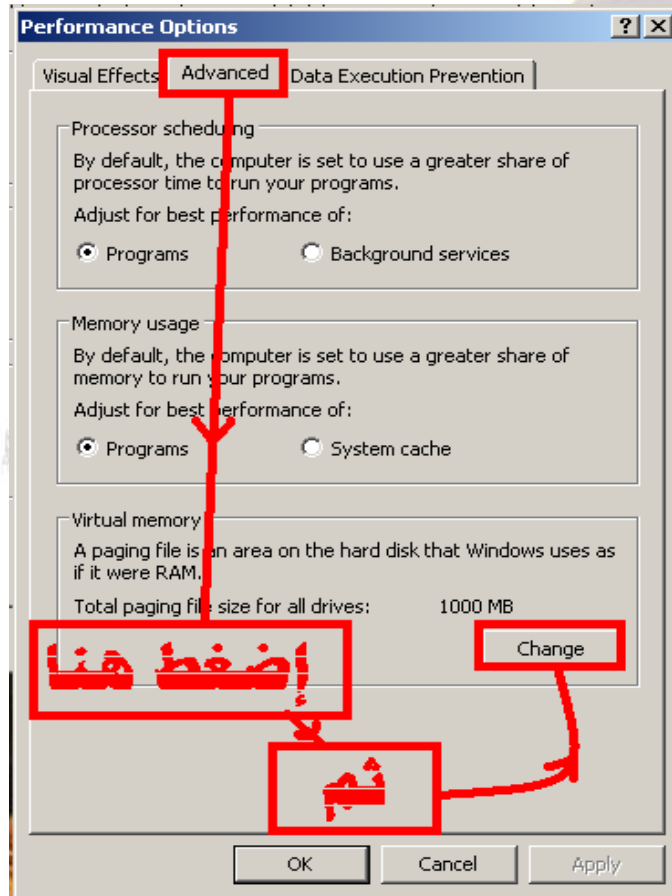 Performance Options
Visual Effects Advanced Data Execution Prevention
Processor scheduling
By default, the computer is set to use a greater share of
processor time to run your programs.
Adjust for best performance of:
Programs Background services
Memory usage
By default, the computer is set to use a greater share of
memory to run your programs.
Adjust for best performance of:
Programs System cache
Virtual memory
A paging file is an area on the hard disk that Windows uses as
if it were RAM.
Total paging file size for all drives: 1000 MB
إضغط هنا
Change
ثم
OK Cancel Apply